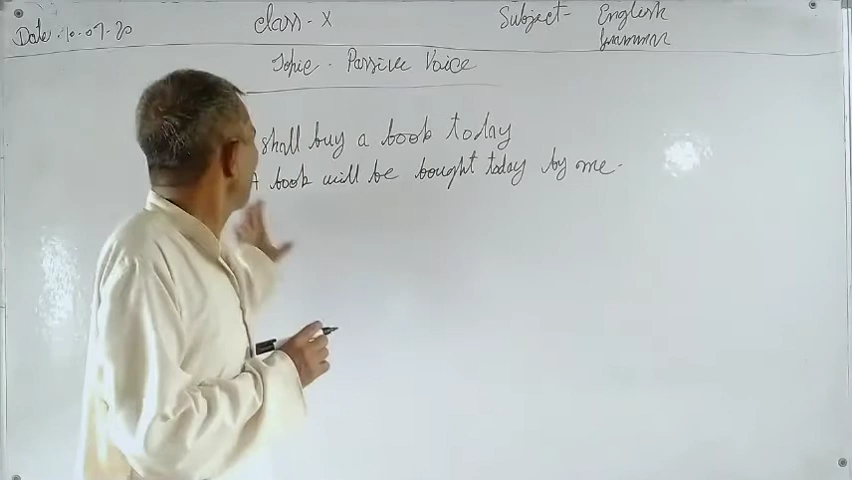 Date: 10-07-20
Class - X
Subject - English
Grammar
Topic - Passive Voice
shall buy a book today
A book will be bought today by me.